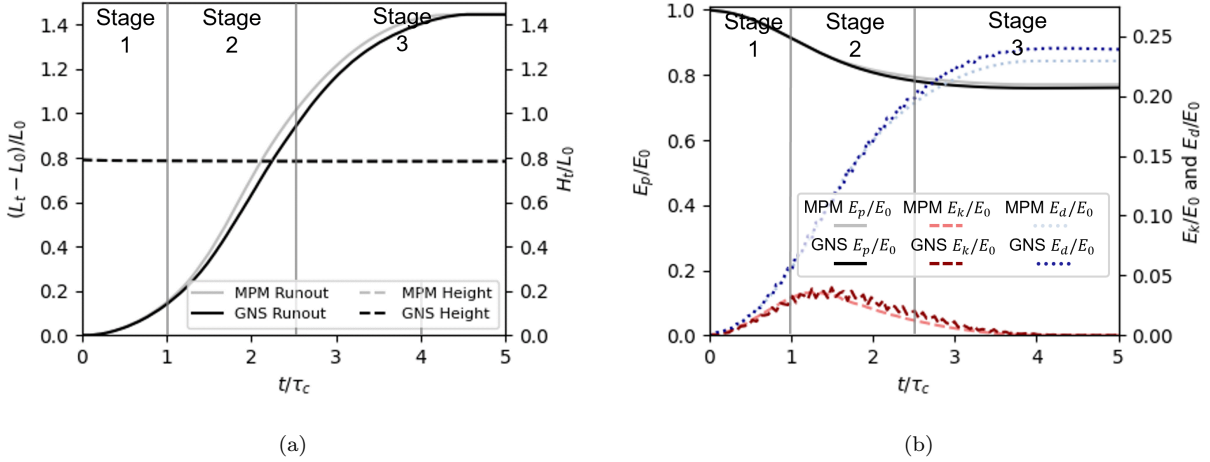 Stage 1
Stage 2
Stage 3
1.4
1.2
1.0
0.8
0.6
0.4
0.2
0.0
(L_t − L_0)/L_0
1.4
1.2
1.0
0.8
0.6
0.4
0.2
0.0
H_t/L_0
MPM Runout
GNS Runout
MPM Height
GNS Height
0 1 2 3 4 5
t/τ_c
(a)
Stage 1
Stage 2
Stage 3
1.0
0.8
0.6
0.4
0.2
0.0
E_p/E_0
0.25
0.20
0.15
0.10
0.05
0.00
E_k/E_0 and E_d/E_0
MPM E_p/E_0 MPM E_k/E_0 MPM E_d/E_0
GNS E_p/E_0 GNS E_k/E_0 GNS E_d/E_0
0 1 2 3 4 5
t/τ_c
(b)